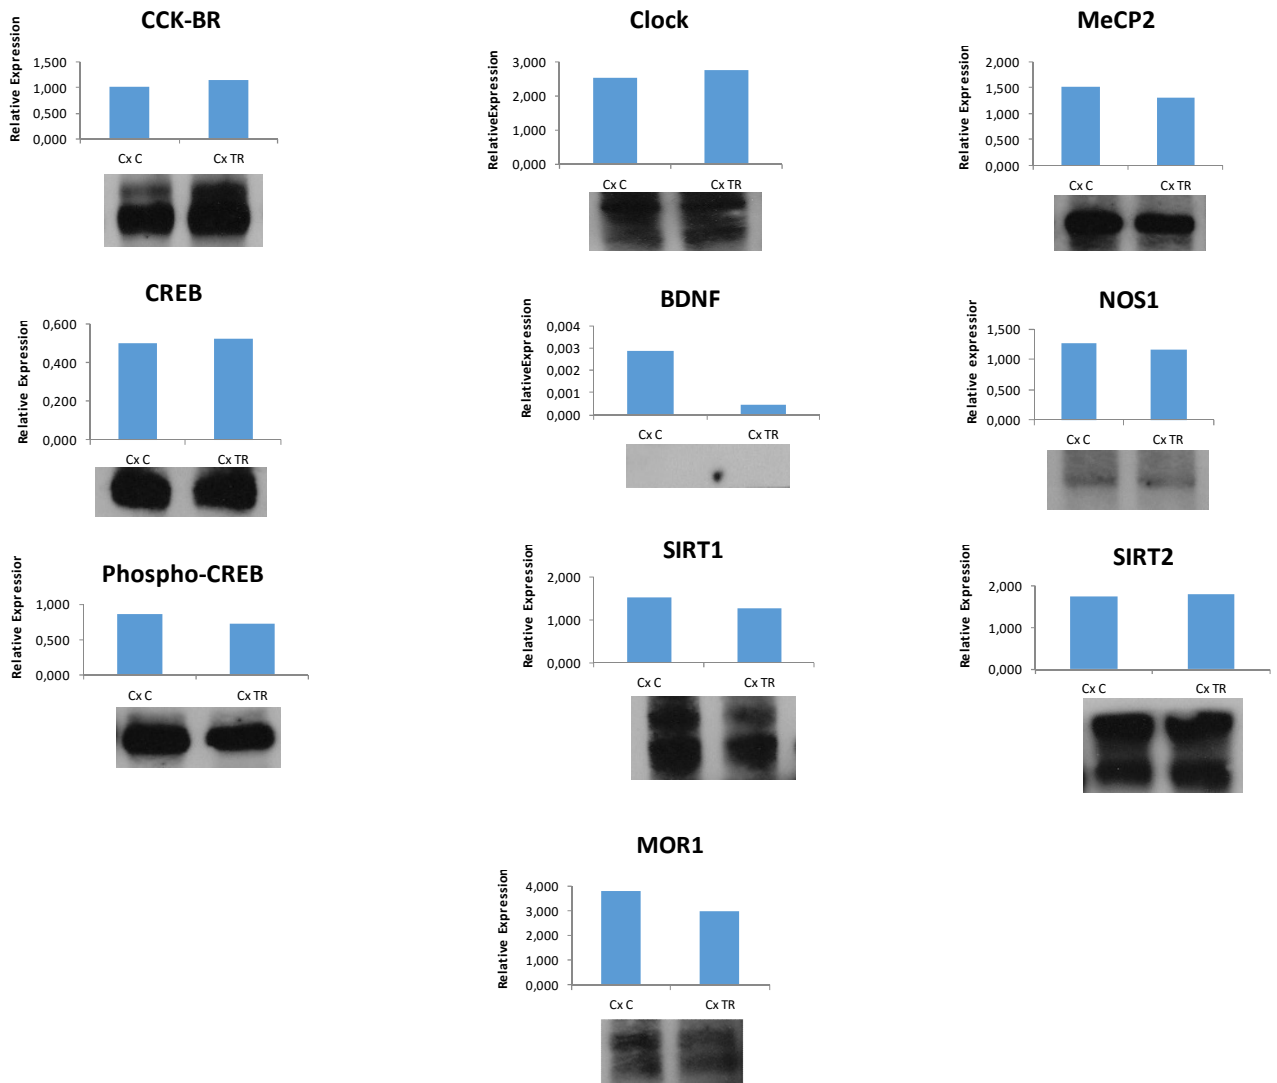 CCK-BR
Relative Expression
1,500
1,000
0,500
0,000
Cx C
Cx TR
Clock
RelativeExpression
3,000
2,000
1,000
0,000
Cx C
Cx TR
MeCP2
Relative Expression
2,000
1,500
1,000
0,500
0,000
Cx C
Cx TR
CREB
Relative Expression
0,600
0,400
0,200
0,000
Cx C
Cx TR
BDNF
RelativeExpression
0,004
0,003
0,002
0,001
0,000
Cx C
Cx TR
NOS1
Relative expression
1,500
1,000
0,500
0,000
Cx C
Cx TR
Phospho-CREB
Relative Expression
1,000
0,500
0,000
Cx C
Cx TR
SIRT1
Relative Expression
2,000
1,000
0,000
Cx C
Cx TR
SIRT2
Relative Expression
2,000
1,000
0,000
Cx C
Cx TR
MOR1
Relative Expression
4,000
3,000
2,000
1,000
0,000
Cx C
Cx TR